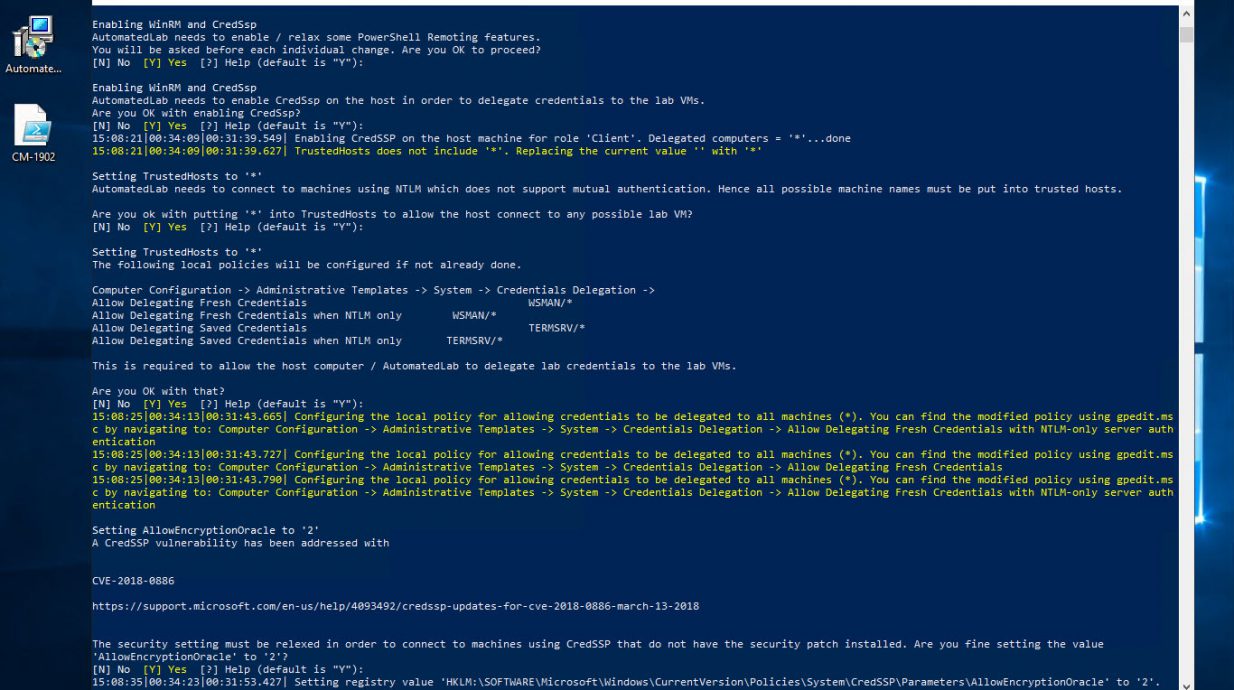 Automate...
CM-1902
Enabling WinRM and CredSsp
AutomatedLab needs to enable / relax some PowerShell Remoting features.
You will be asked before each individual change. Are you OK to proceed?
[N] No  [Y] Yes  [?] Help (default is "Y"):
Enabling WinRM and CredSsp
AutomatedLab needs to enable CredSsp on the host in order to delegate credentials to the lab VMs.
Are you OK with enabling CredSsp?
[N] No  [Y] Yes  [?] Help (default is "Y"):
15:08:21|00:34:09|00:31:39.549| Enabling CredSSP on the host machine for role 'Client'. Delegated computers = '*'...done
15:08:21|00:34:09|00:31:39.627| TrustedHosts does not include '*'. Replacing the current value '' with '*'
Setting TrustedHosts to '*'
AutomatedLab needs to connect to machines using NTLM which does not support mutual authentication. Hence all possible machine names must be put into trusted hosts.
Are you ok with putting '*' into TrustedHosts to allow the host connect to any possible lab VM?
[N] No  [Y] Yes  [?] Help (default is "Y"):
Setting TrustedHosts to '*'
The following local policies will be configured if not already done.
Computer Configuration -> Administrative Templates -> System -> Credentials Delegation ->
Allow Delegating Fresh Credentials                WSMAN/*
Allow Delegating Fresh Credentials when NTLM only        WSMAN/*
Allow Delegating Saved Credentials                TERMSRV/*
Allow Delegating Saved Credentials when NTLM only       TERMSRV/*
This is required to allow the host computer / AutomatedLab to delegate lab credentials to the lab VMs.
Are you OK with that?
[N] No  [Y] Yes  [?] Help (default is "Y"):
15:08:25|00:34:13|00:31:43.665| Configuring the local policy for allowing credentials to be delegated to all machines (*). You can find the modified policy using gpedit.ms
c by navigating to: Computer Configuration -> Administrative Templates -> System -> Credentials Delegation -> Allow Delegating Fresh Credentials with NTLM-only server auth
entication
15:08:25|00:34:13|00:31:43.727| Configuring the local policy for allowing credentials to be delegated to all machines (*). You can find the modified policy using gpedit.ms
c by navigating to: Computer Configuration -> Administrative Templates -> System -> Credentials Delegation -> Allow Delegating Fresh Credentials
15:08:25|00:34:13|00:31:43.790| Configuring the local policy for allowing credentials to be delegated to all machines (*). You can find the modified policy using gpedit.ms
c by navigating to: Computer Configuration -> Administrative Templates -> System -> Credentials Delegation -> Allow Delegating Fresh Credentials with NTLM-only server auth
entication
Setting AllowEncryptionOracle to '2'
A CredSSP vulnerability has been addressed with
CVE-2018-0886
https://support.microsoft.com/en-us/help/4093492/credssp-updates-for-cve-2018-0886-march-13-2018
The security setting must be relexed in order to connect to machines using CredSSP that do not have the security patch installed. Are you fine setting the value
'AllowEncryptionOracle' to '2'?
[N] No  [Y] Yes  [?] Help (default is "Y"):
15:08:35|00:34:23|00:31:53.427| Setting registry value 'HKLM:\SOFTWARE\Microsoft\Windows\CurrentVersion\Policies\System\CredSSP\Parameters\AllowEncryptionOracle' to '2'.